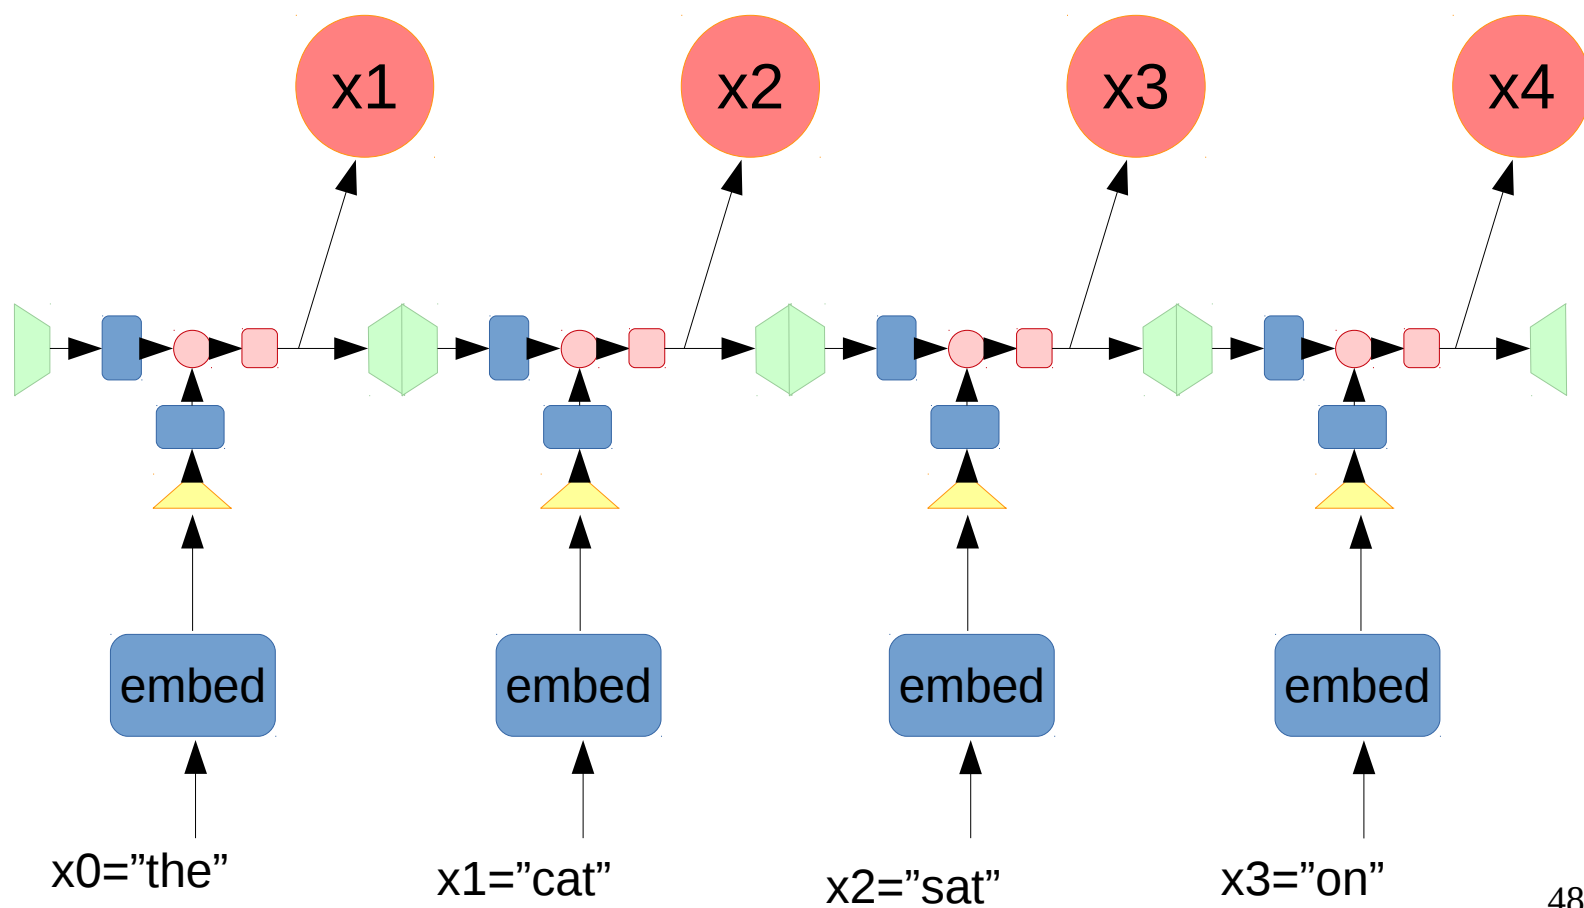 x1 x2 x3 x4
embed embed embed embed
x0=”the” x1=”cat” x2=”sat” x3=”on”
48